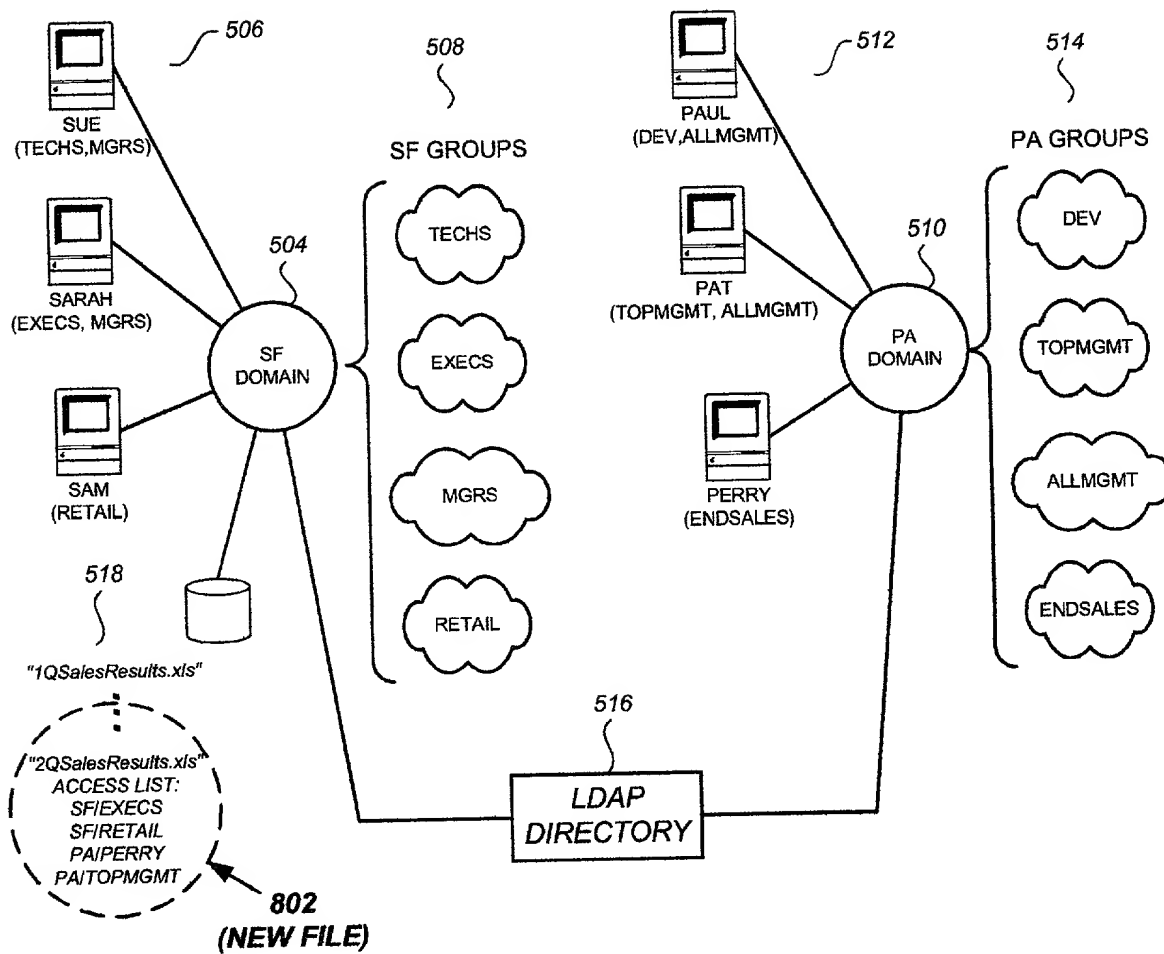 506
SUE
(TECHS,MGRS)
SARAH
(EXECS, MGRS)
SAM
(RETAIL)
504
SF
DOMAIN
508
SF GROUPS
TECHS
EXECS
MGRS
RETAIL
512
PAUL
(DEV,ALLMGMT)
PAT
(TOPMGMT, ALLMGMT)
PERRY
(ENDSALES)
510
PA
DOMAIN
514
PA GROUPS
DEV
TOPMGMT
ALLMGMT
ENDSALES
518
"1QSalesResults.xls"
"2QSalesResults.xls"
ACCESS LIST:
SF/EXECS
SF/RETAIL
PA/PERRY
PA/TOPMGMT
802
(NEW FILE)
516
LDAP
DIRECTORY